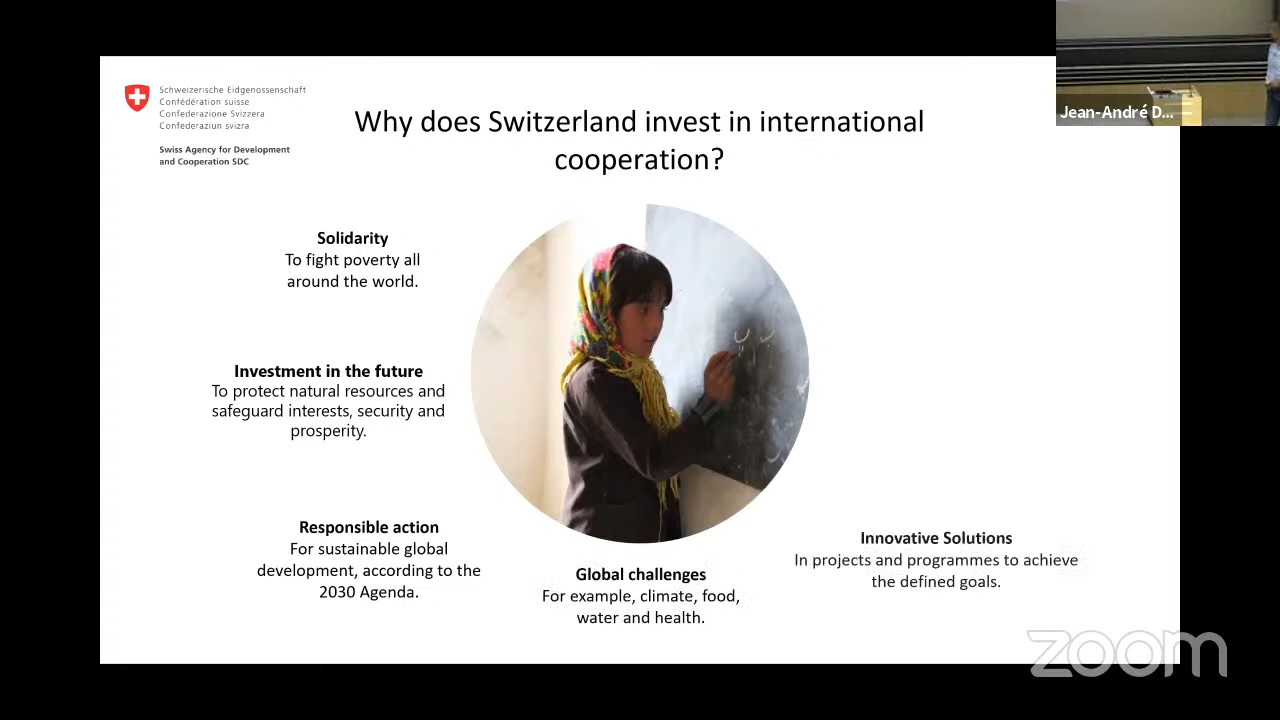 Schweizerische Eidgenossenschaft
Confédération suisse
Confederazione Svizzera
Confederaziun svizra
Swiss Agency for Development
and Cooperation SDC
Why does Switzerland invest in international
cooperation?
Jean-André D...
Solidarity
To fight poverty all
around the world.
Investment in the future
To protect natural resources and
safeguard interests, security and
prosperity.
Responsible action
For sustainable global
development, according to the
2030 Agenda.
Global challenges
For example, climate, food,
water and health.
Innovative Solutions
In projects and programmes to achieve
the defined goals.
zoom